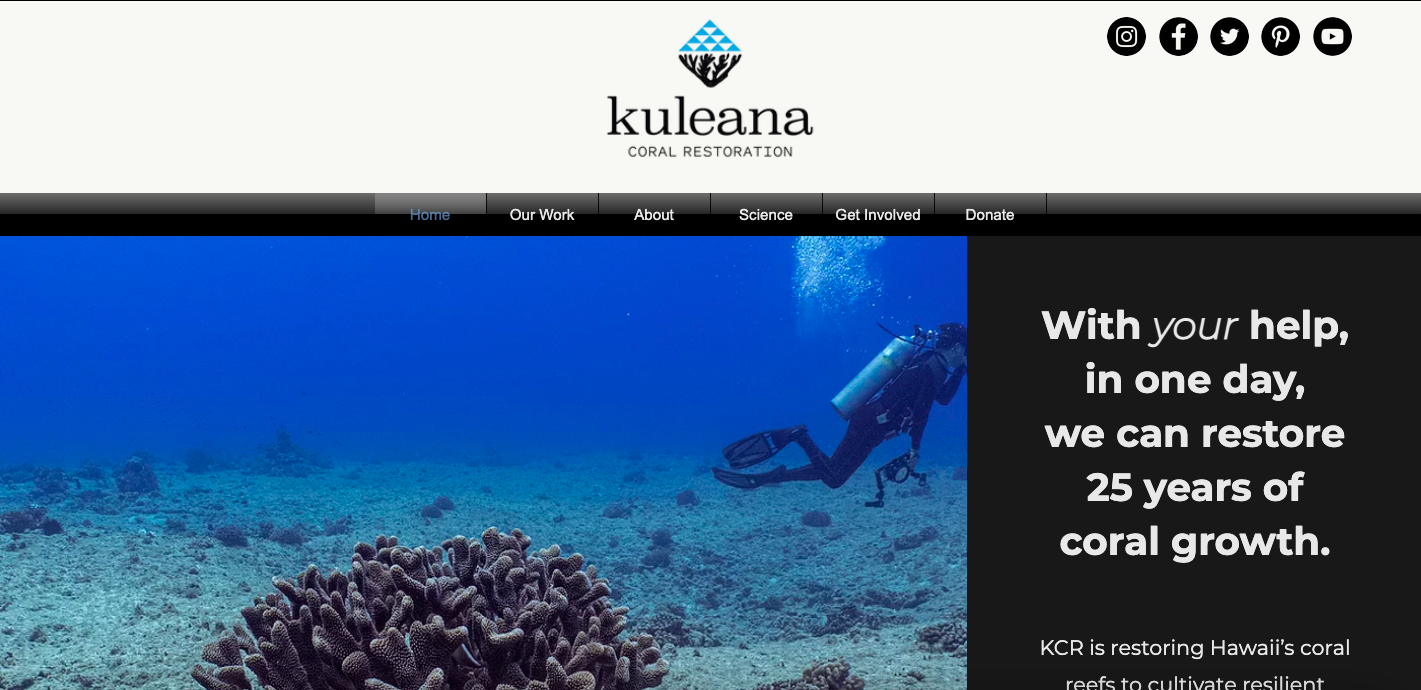 kuleana
CORAL RESTORATION
Home Our Work About Science Get Involved Donate
With your help,
in one day,
we can restore
25 years of
coral growth.
KCR is restoring Hawaii’s coral
reefs to cultivate resilient